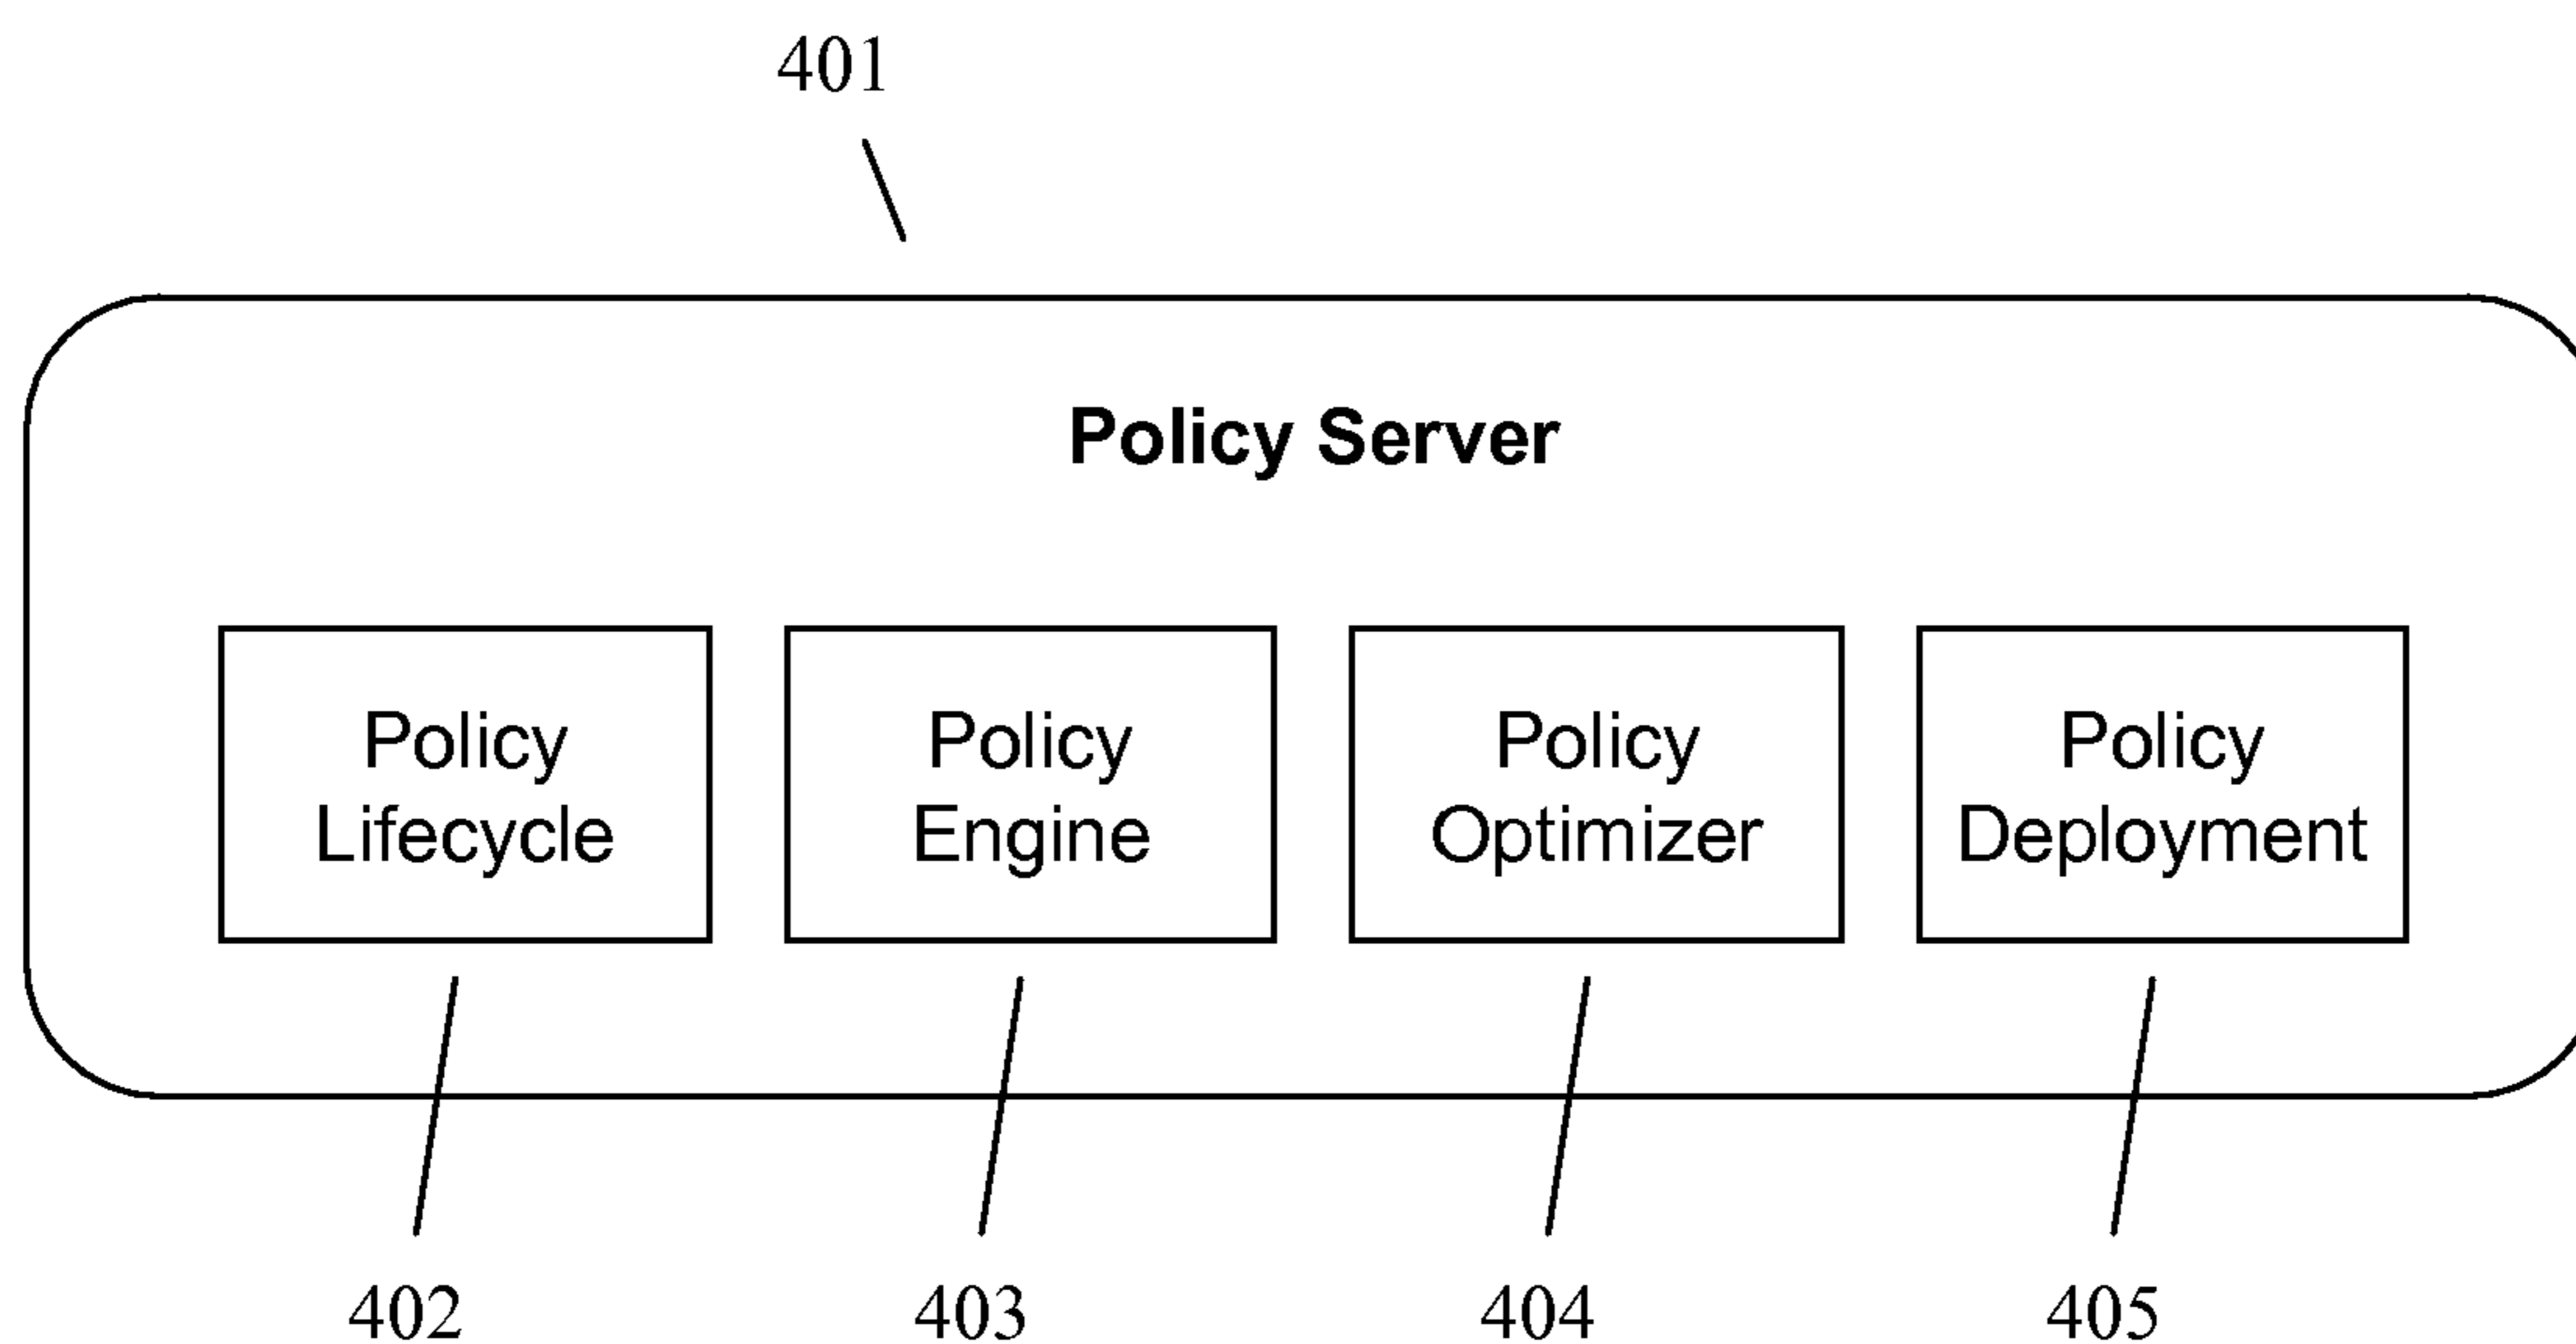 401
Policy Server
Policy
Lifecycle
Policy
Engine
Policy
Optimizer
Policy
Deployment
402
403
404
405